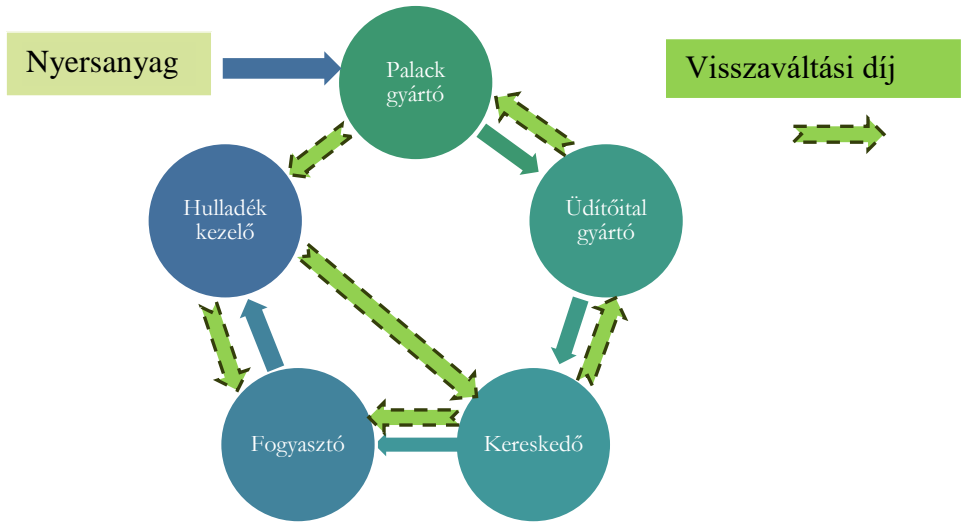 Nyersanyag
Palack
gyártó
Visszaváltási díj
Hulladék
kezelő
Üdítőital
gyártó
Fogyasztó
Kereskedő